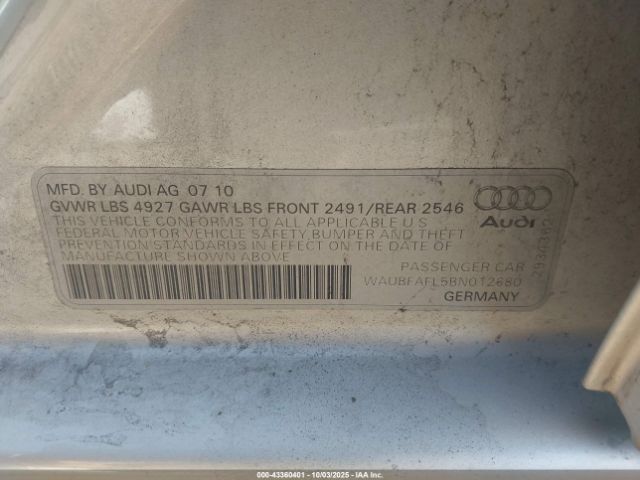 MFD. BY AUDI AG 07 10
GVWR LBS 4927 GAWR LBS FRONT 2491/REAR 2546
THIS VEHICLE CONFORMS TO ALL APPLICABLE U S
FEDERAL MOTOR VEHICLE SAFETY,BUMPER AND THEFT
PREVENTION STANDARDS IN EFFECT ON THE DATE OF
MANUFACTURE SHOWN ABOVE
Audi
PASSENGER CAR
WAUBFAFL5BN012680
GERMANY
000-43360401 - 10/03/2025 - IAAI.COM